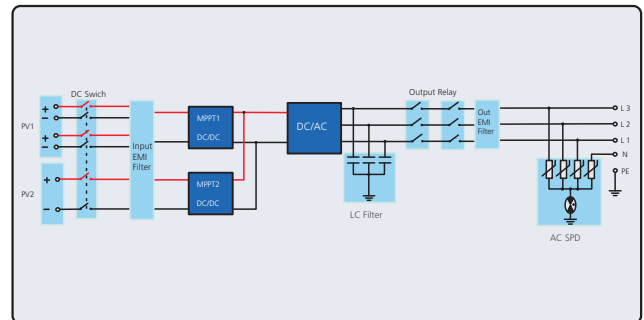 DC Swich
Output Relay
PV1
+
−
+
−
PV2
+
−
Input
EMI
Filter
MPPT1
DC/DC
MPPT2
DC/DC
DC/AC
LC Filter
Out
EMI
Filter
L 3
L 2
L 1
N
PE
AC SPD